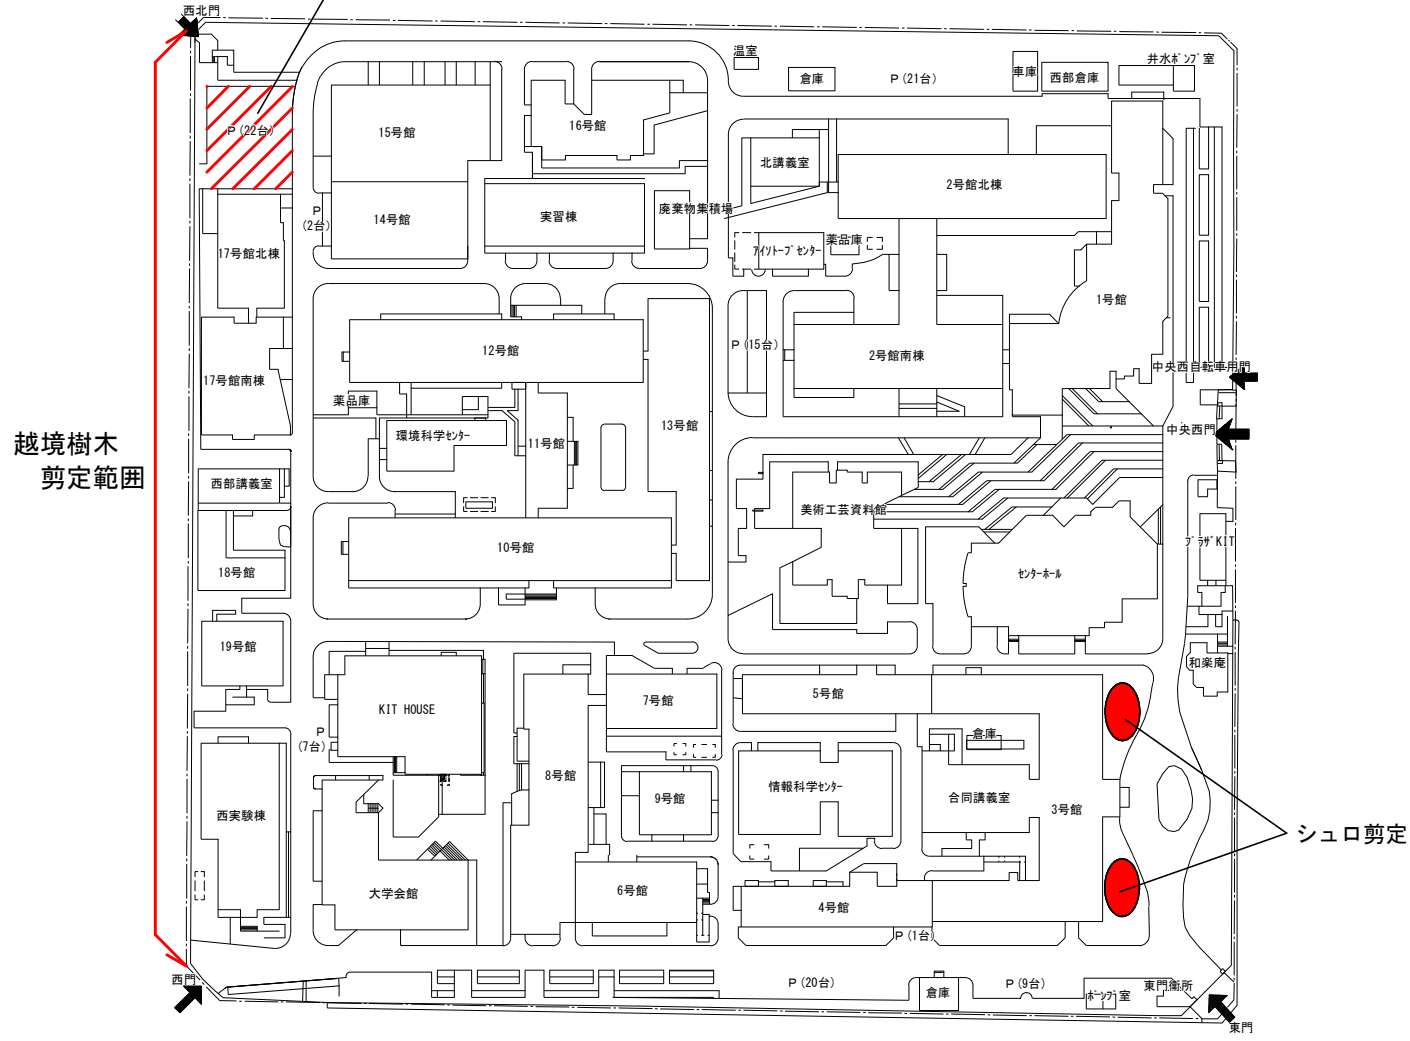 西北門
温室
倉庫
P (21台)
車庫
西部倉庫
井水ポンプ室
P (22台)
15号館
16号館
北講義室
2号館北棟
P
(2台)
14号館
実習棟
廃棄物集積場
17号館北棟
アイソトープセンター
薬品庫
1号館
12号館
P (15台)
2号館南棟
中央西自転車用門
17号館南棟
薬品庫
環境科学センター
11号館
13号館
中央西門
越境樹木
剪定範囲
西部講義室
美術工芸資料館
10号館
プラザKIT
18号館
センターホール
19号館
和楽庵
KIT HOUSE
7号館
5号館
P
(7台)
倉庫
8号館
9号館
情報科学センター
合同講義室
3号館
西実験棟
シュロ剪定
大学会館
6号館
4号館
P (1台)
西門
P (20台)
倉庫
P (9台)
ポンプ室
東門衛所
東門